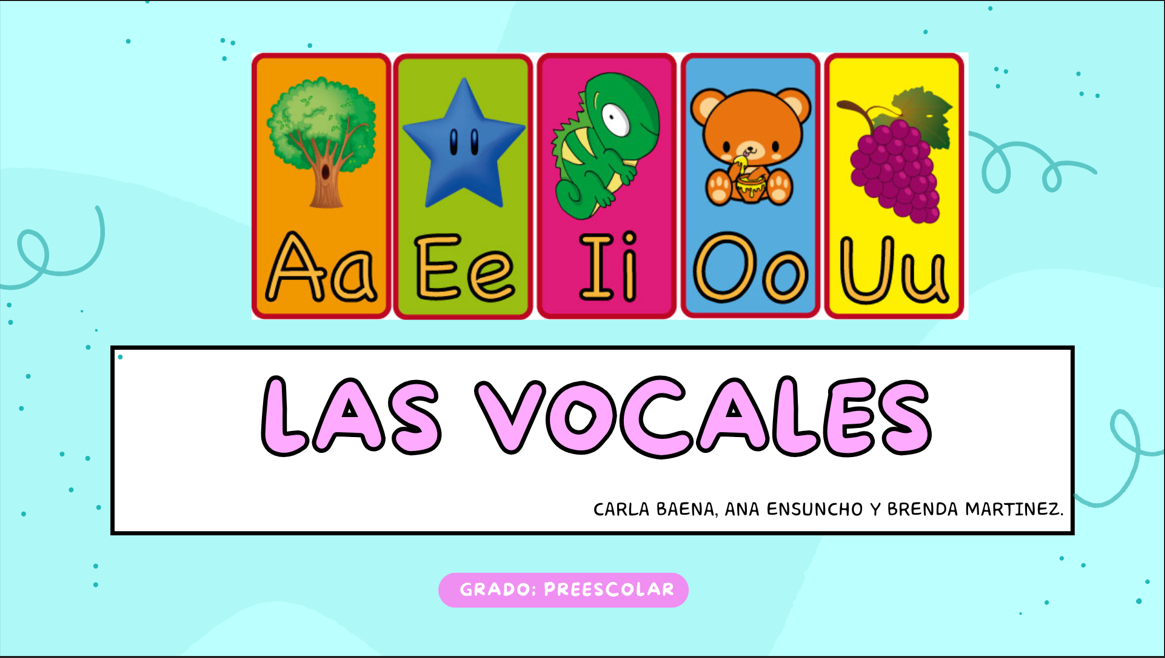 Aa Ee Ii Oo Uu
LAS VOCALES
CARLA BAENA, ANA ENSUNCHO Y BRENDA MARTINEZ.
GRADO: PREESCOLAR